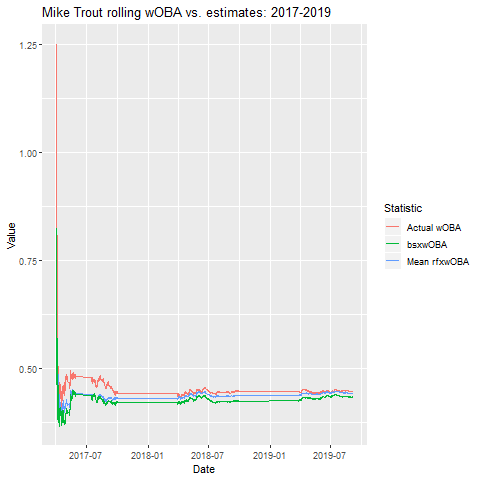 Mike Trout rolling wOBA vs. estimates: 2017-2019
1.25
1.00
0.75
0.50
Value
2017-07
2018-01
2018-07
2019-01
2019-07
Date
Statistic
Actual wOBA
bsxwOBA
Mean rfxwOBA